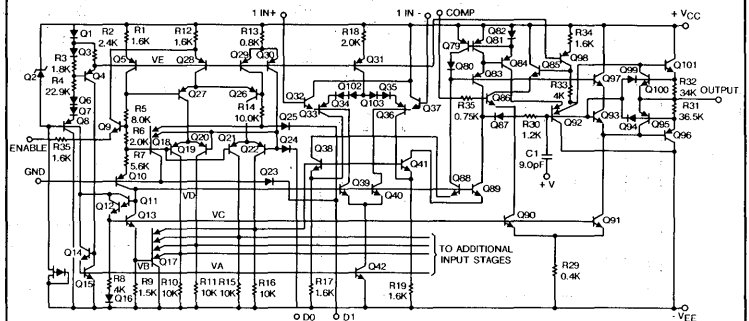 1 IN+
1 IN-
COMP
+ VCC
Q1
R2
2.4K
R1
1.6K
R12
1.6K
R13
0.8K
R18
2.0K
Q82
R34
1.6K
Q2
Q3
R3
1.8K
R4
22.9K
Q4
Q5
VE
Q28
Q29
Q30
Q31
Q79
Q81
Q80
Q84
Q85
Q98
Q97
Q101
Q99
Q100
R32
34K
OUTPUT
R31
36.5K
Q6
Q7
Q8
Q27
Q26
R14
10.0K
Q32
Q33
Q34
Q102
Q103
Q35
Q36
Q37
Q83
Q86
R35
0.75K
R33
4K
Q87
R30
1.2K
Q92
Q93
Q94
Q95
Q96
R5
8.0K
R6
2.0K
R7
5.6K
Q9
ENABLE
R35
1.6K
GND
Q10
Q18
Q19
Q20
Q21
Q22
Q25
Q24
Q23
Q38
Q41
C1
9.0pF
+ V
Q11
Q12
Q13
VD
VC
Q39
Q40
Q88
Q89
Q90
Q91
Q14
Q15
VB
Q17
VA
TO ADDITIONAL
INPUT STAGES
Q42
R29
0.4K
R8
4K
Q16
R9
1.5K
R10
10K
R11
10K
R15
10K
R16
10K
R17
1.6K
R19
1.6K
D0
D1
- VEE